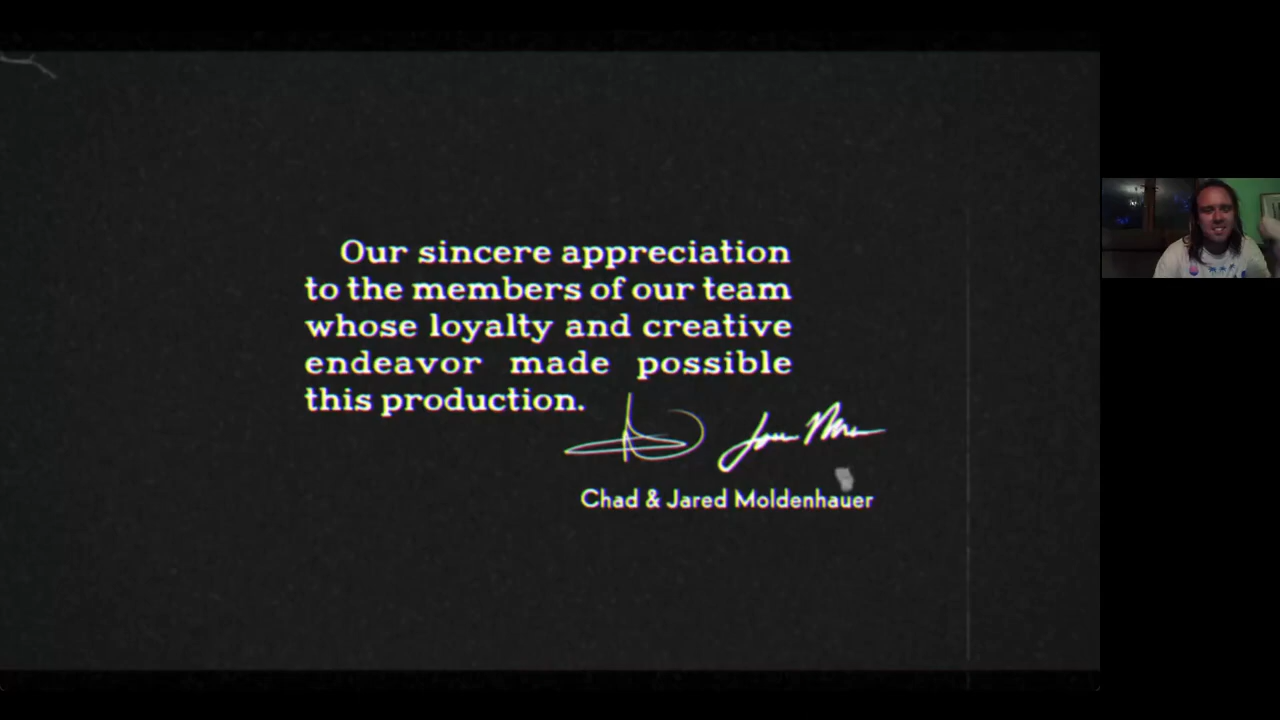 Our sincere appreciation
to the members of our team
whose loyalty and creative
endeavor made possible
this production.
Chad & Jared Moldenhauer